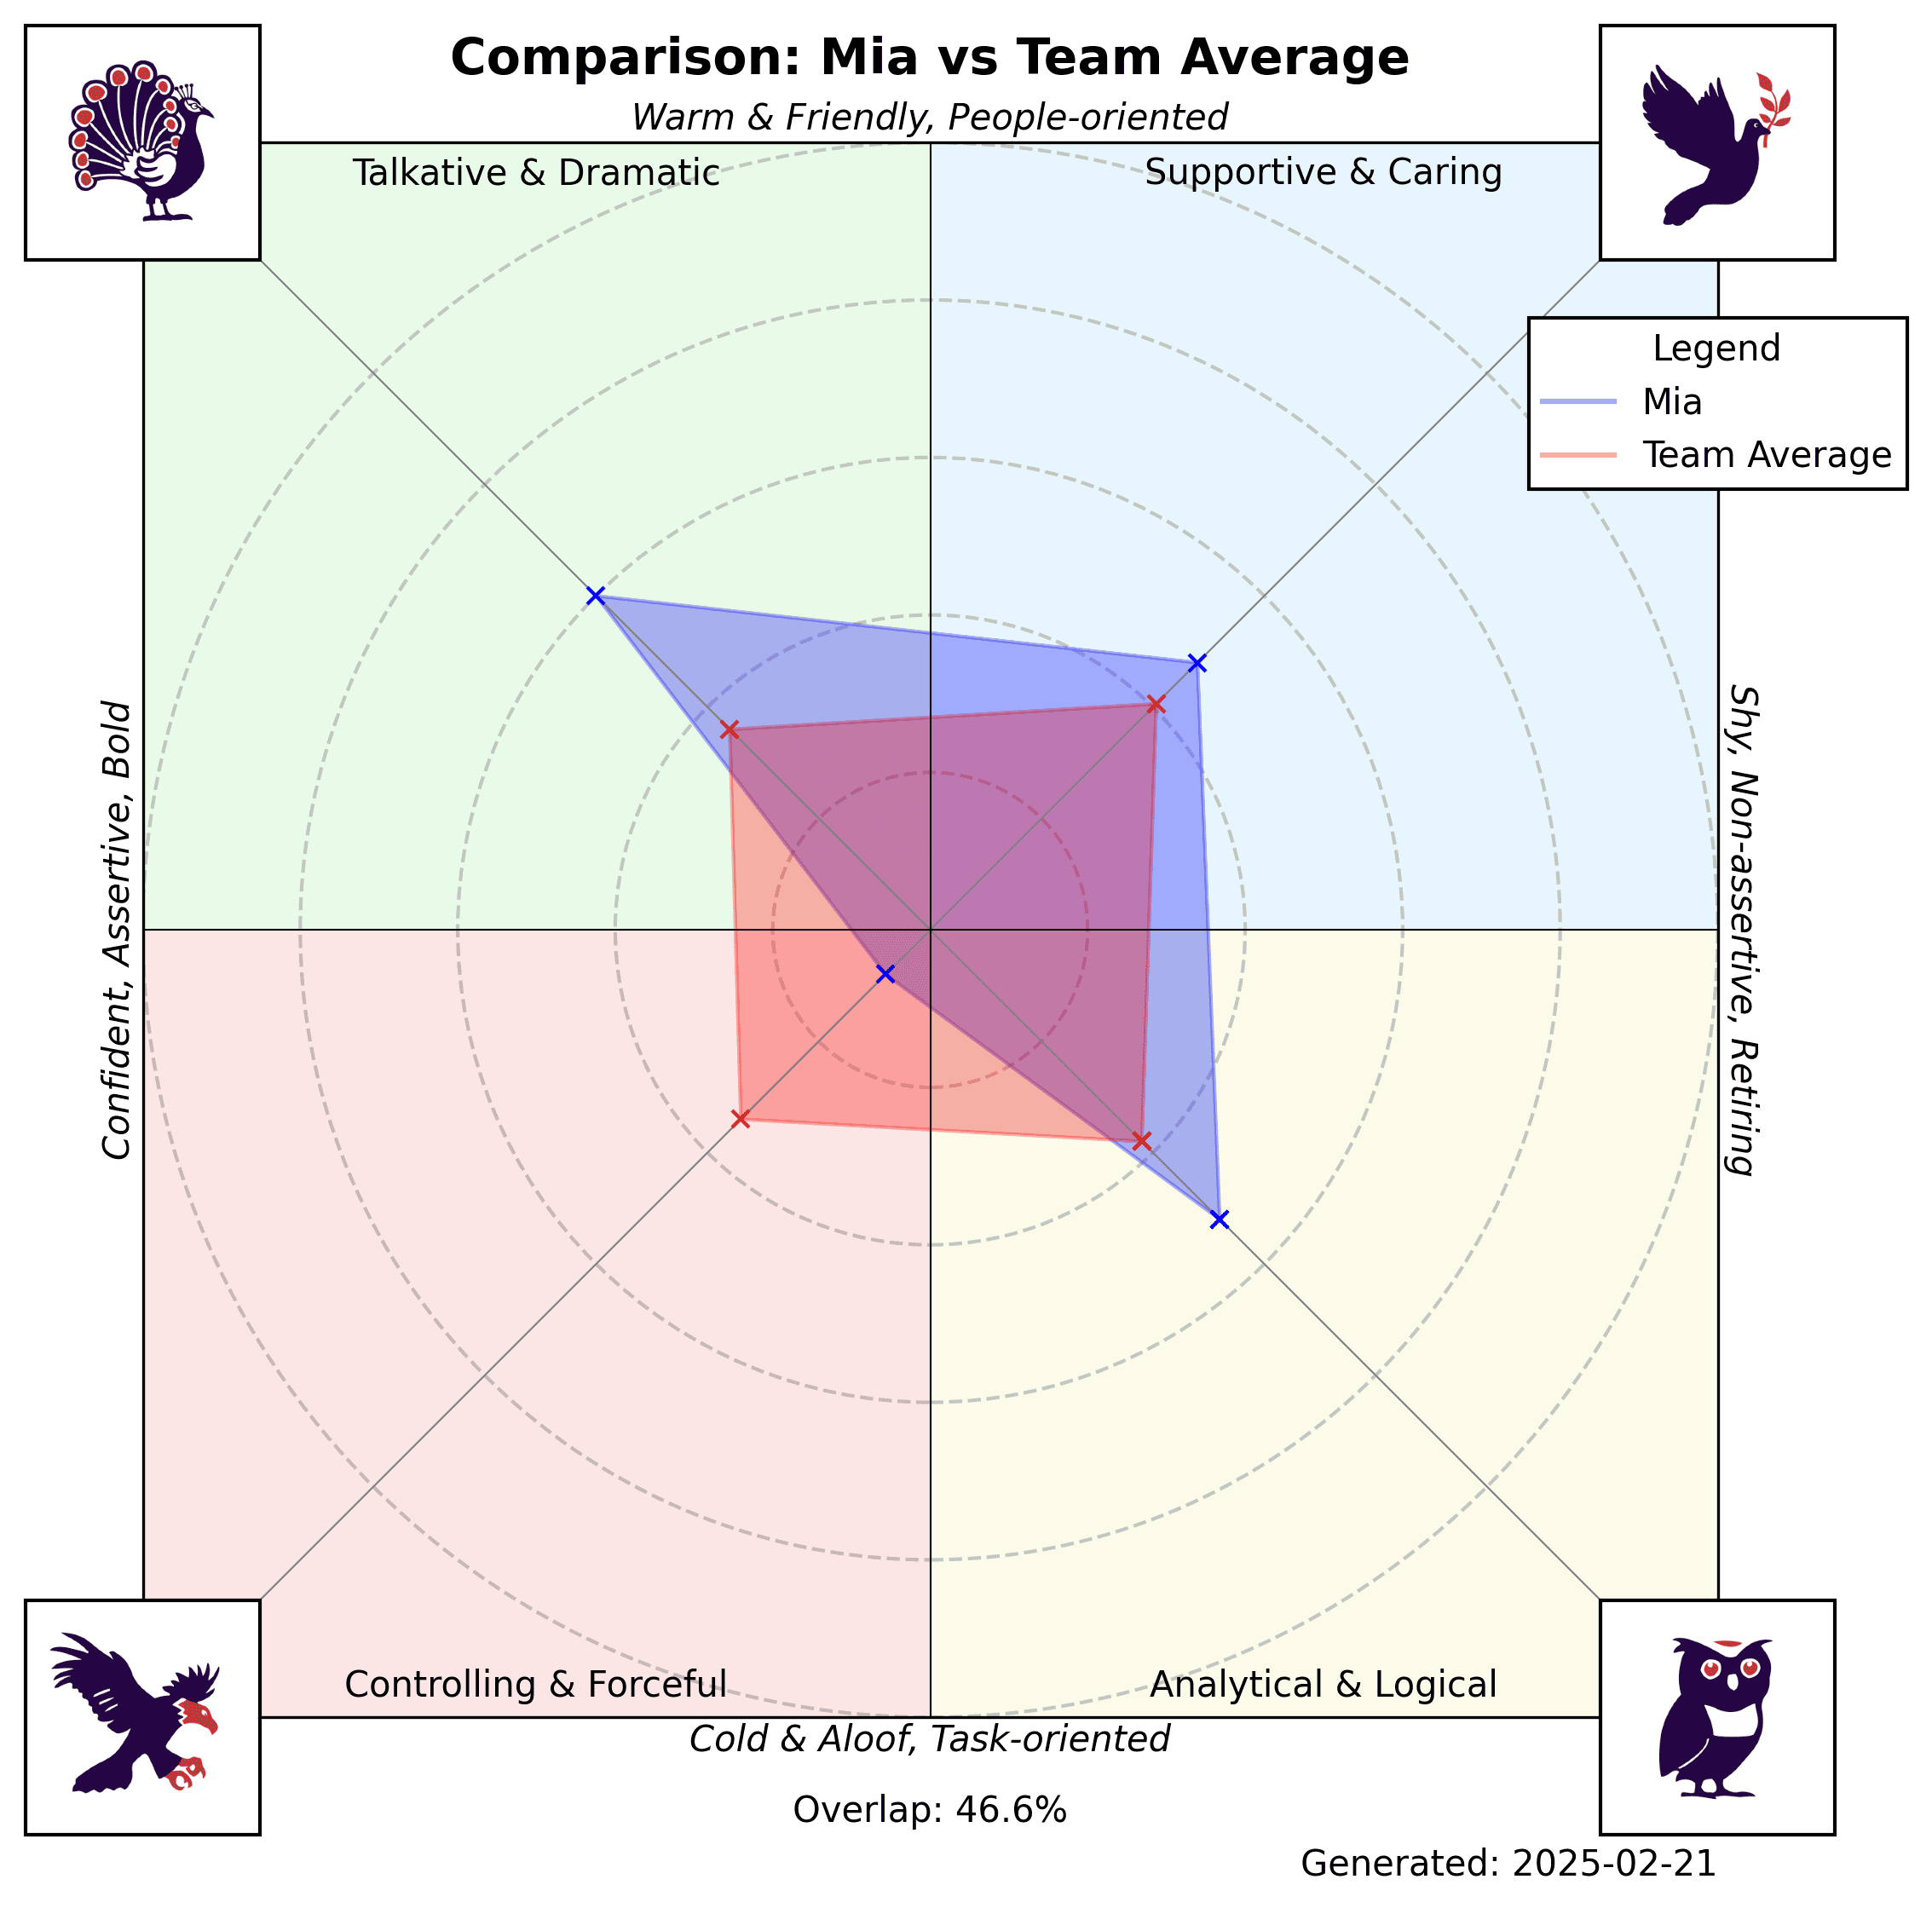 Comparison: Mia vs Team Average
Warm & Friendly, People-oriented
Talkative & Dramatic
Supportive & Caring
Legend
Mia
Team Average
Confident, Assertive, Bold
Shy, Non-assertive, Retiring
Controlling & Forceful
Analytical & Logical
Cold & Aloof, Task-oriented
Overlap: 46.6%
Generated: 2025-02-21